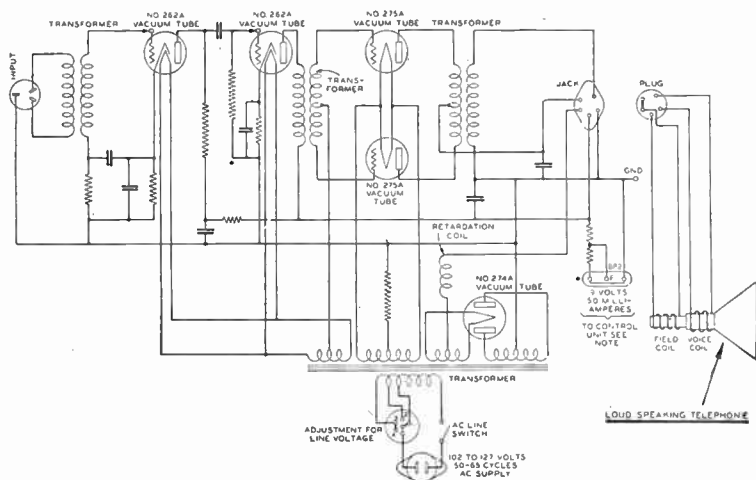 TRANSFORMER
NO. 262A
VACUUM TUBE
NO. 262A
VACUUM TUBE
NO 275A
VACUUM TUBE
TRANSFORMER
INPUT
TRANS-
FORMER
JACK
PLUG
NO 275A
VACUUM
TUBE
GND
RETARDATION
COIL
NO. 274A
VACUUM TUBE
VOLTS
50 MILLI-
AMPERES
TO CONTROL
UNIT SEE
NOTE
FIELD
COIL
VOICE
COIL
TRANSFORMER
LOUD SPEAKING TELEPHONE
ADJUSTMENT FOR
LINE VOLTAGE
AC LINE
SWITCH
102 TO 127 VOLTS
50-65 CYCLES
AC SUPPLY